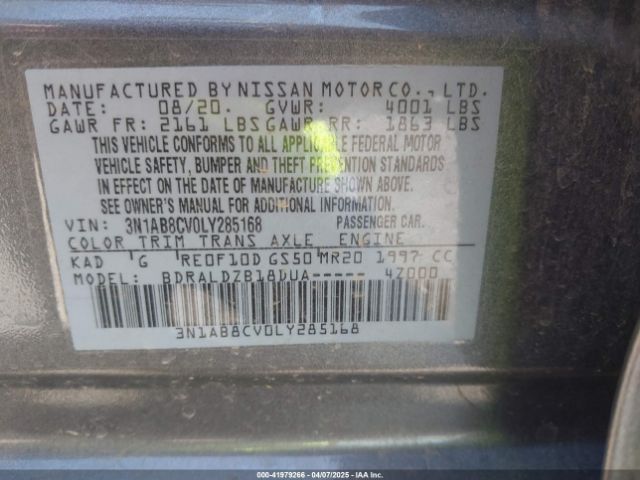 MANUFACTURED BY NISSAN MOTOR CO., LTD.
DATE: 08/20. GVWR: 4001 LBS
GAWR FR: 2161 LBS GAWR RR: 1863 LBS
THIS VEHICLE CONFORMS TO ALL APPLICABLE FEDERAL MOTOR
VEHICLE SAFETY, BUMPER AND THEFT PREVENTION STANDARDS
IN EFFECT ON THE DATE OF MANUFACTURE SHOWN ABOVE.
SEE OWNER'S MANUAL FOR ADDITIONAL INFORMATION.
VIN: 3N1AB8CV0LY285168 PASSENGER CAR.
COLOR TRIM TRANS AXLE ENGINE
KAD G RE0F10D GS50 MR20 1997 CC
MODEL: BDRALDZB18DUA----- 4Z000
3N1AB8CV0LY285168
00-41979266 - 04/07/2025 - IAA Inc.